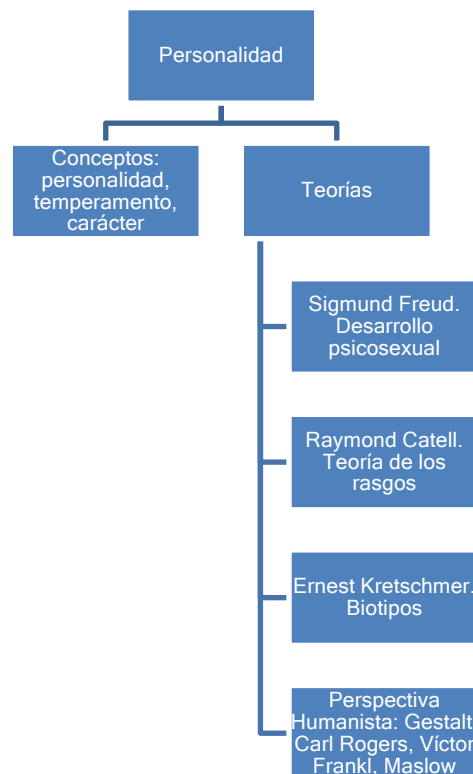 Personalidad
Conceptos:
personalidad,
temperamento,
carácter
Teorías
Sigmund Freud.
Desarrollo
psicosexual
Raymond Catell.
Teoría de los
rasgos
Ernest Kretschmer.
Biotipos
Perspectiva
Humanista: Gestalt,
Carl Rogers, Víctor
Frankl, Maslow